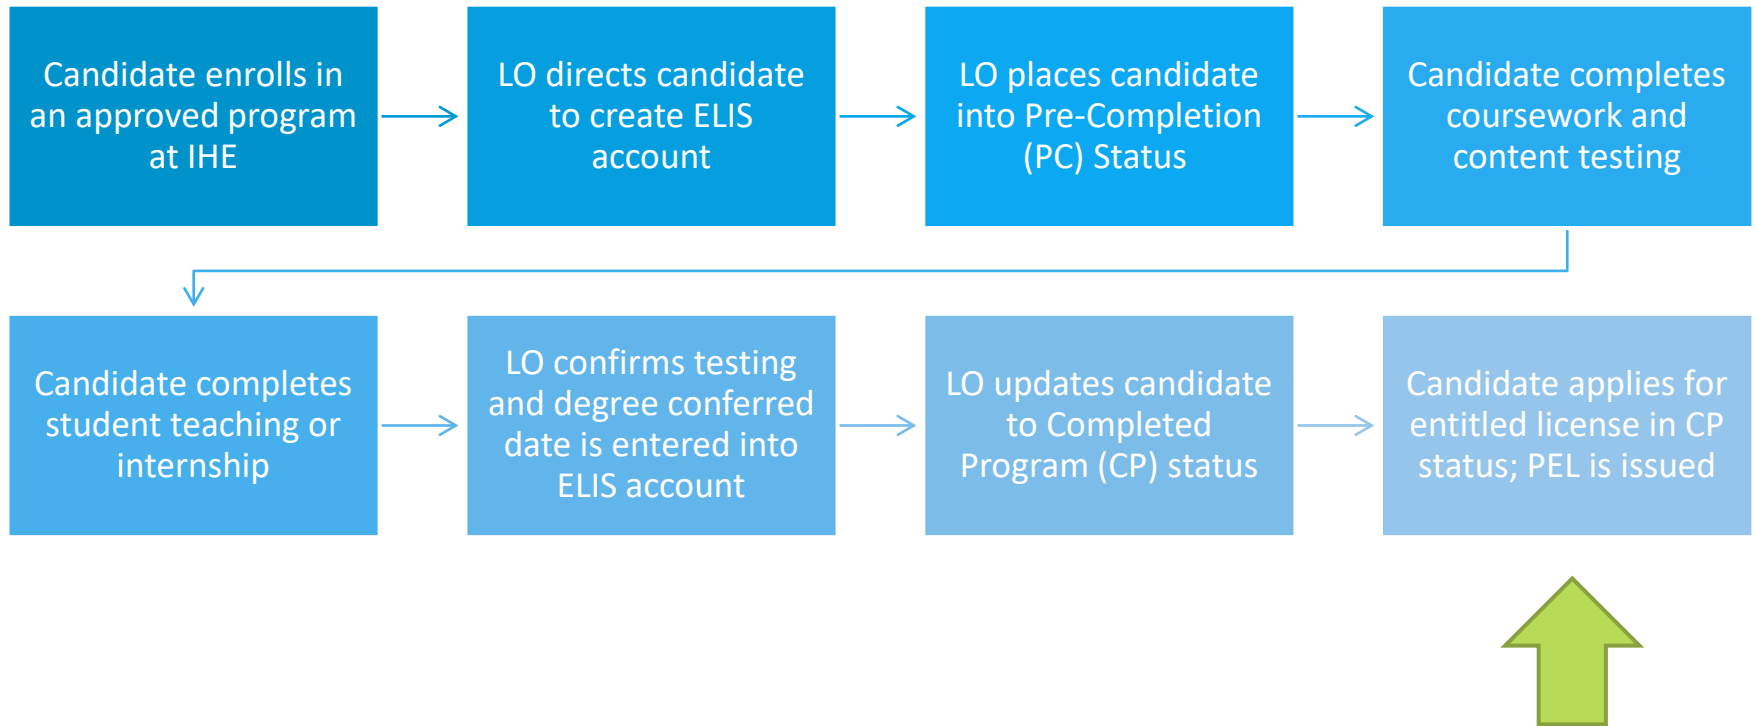 Candidate enrolls in
an approved program
at IHE
LO directs candidate
to create ELIS
account
LO places candidate
into Pre-Completion
(PC) Status
Candidate completes
coursework and
content testing
Candidate completes
student teaching or
internship
LO confirms testing
and degree conferred
date is entered into
ELIS account
LO updates candidate
to Completed
Program (CP) status
Candidate applies for
entitled license in CP
status; PEL is issued